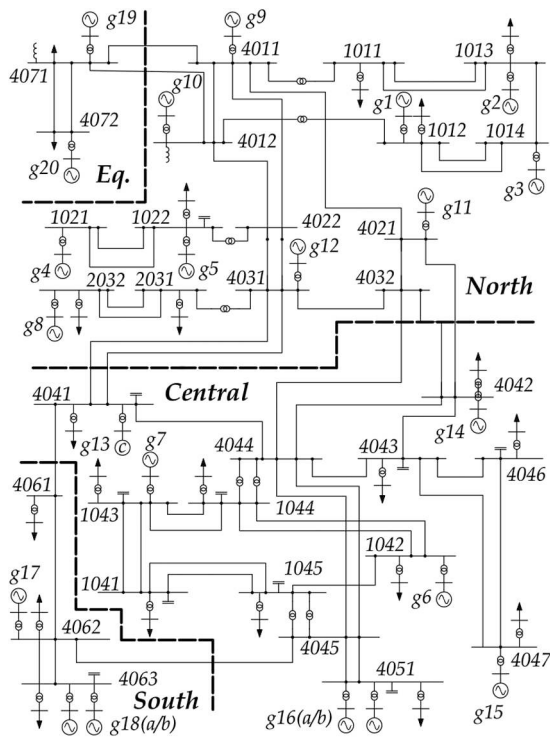 g19 g9
4071 4011 1011 1013
g10 g1 g2
4072 4012 1012 1014
g20 Eq. g3
1021 1022 4022 4021 g11
g4 g5 g12
2032 2031 4031 4032 North
g8
Central
4041 4042
g13 c g7 4044 4043 g14 4046
4061 1043 1044
1042
g17 1041 1045 g6
4062 4045 4047
4063 South 4051
g18(a/b) g16(a/b) g15